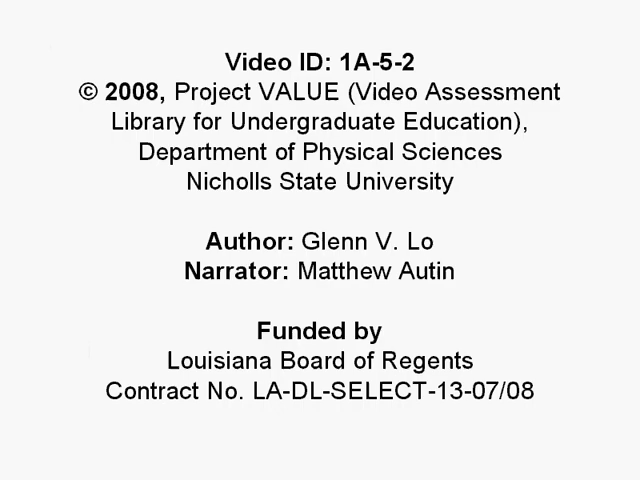 Video ID: 1A-5-2
© 2008, Project VALUE (Video Assessment
Library for Undergraduate Education),
Department of Physical Sciences
Nicholls State University
Author: Glenn V. Lo
Narrator: Matthew Autin
Funded by
Louisiana Board of Regents
Contract No. LA-DL-SELECT-13-07/08